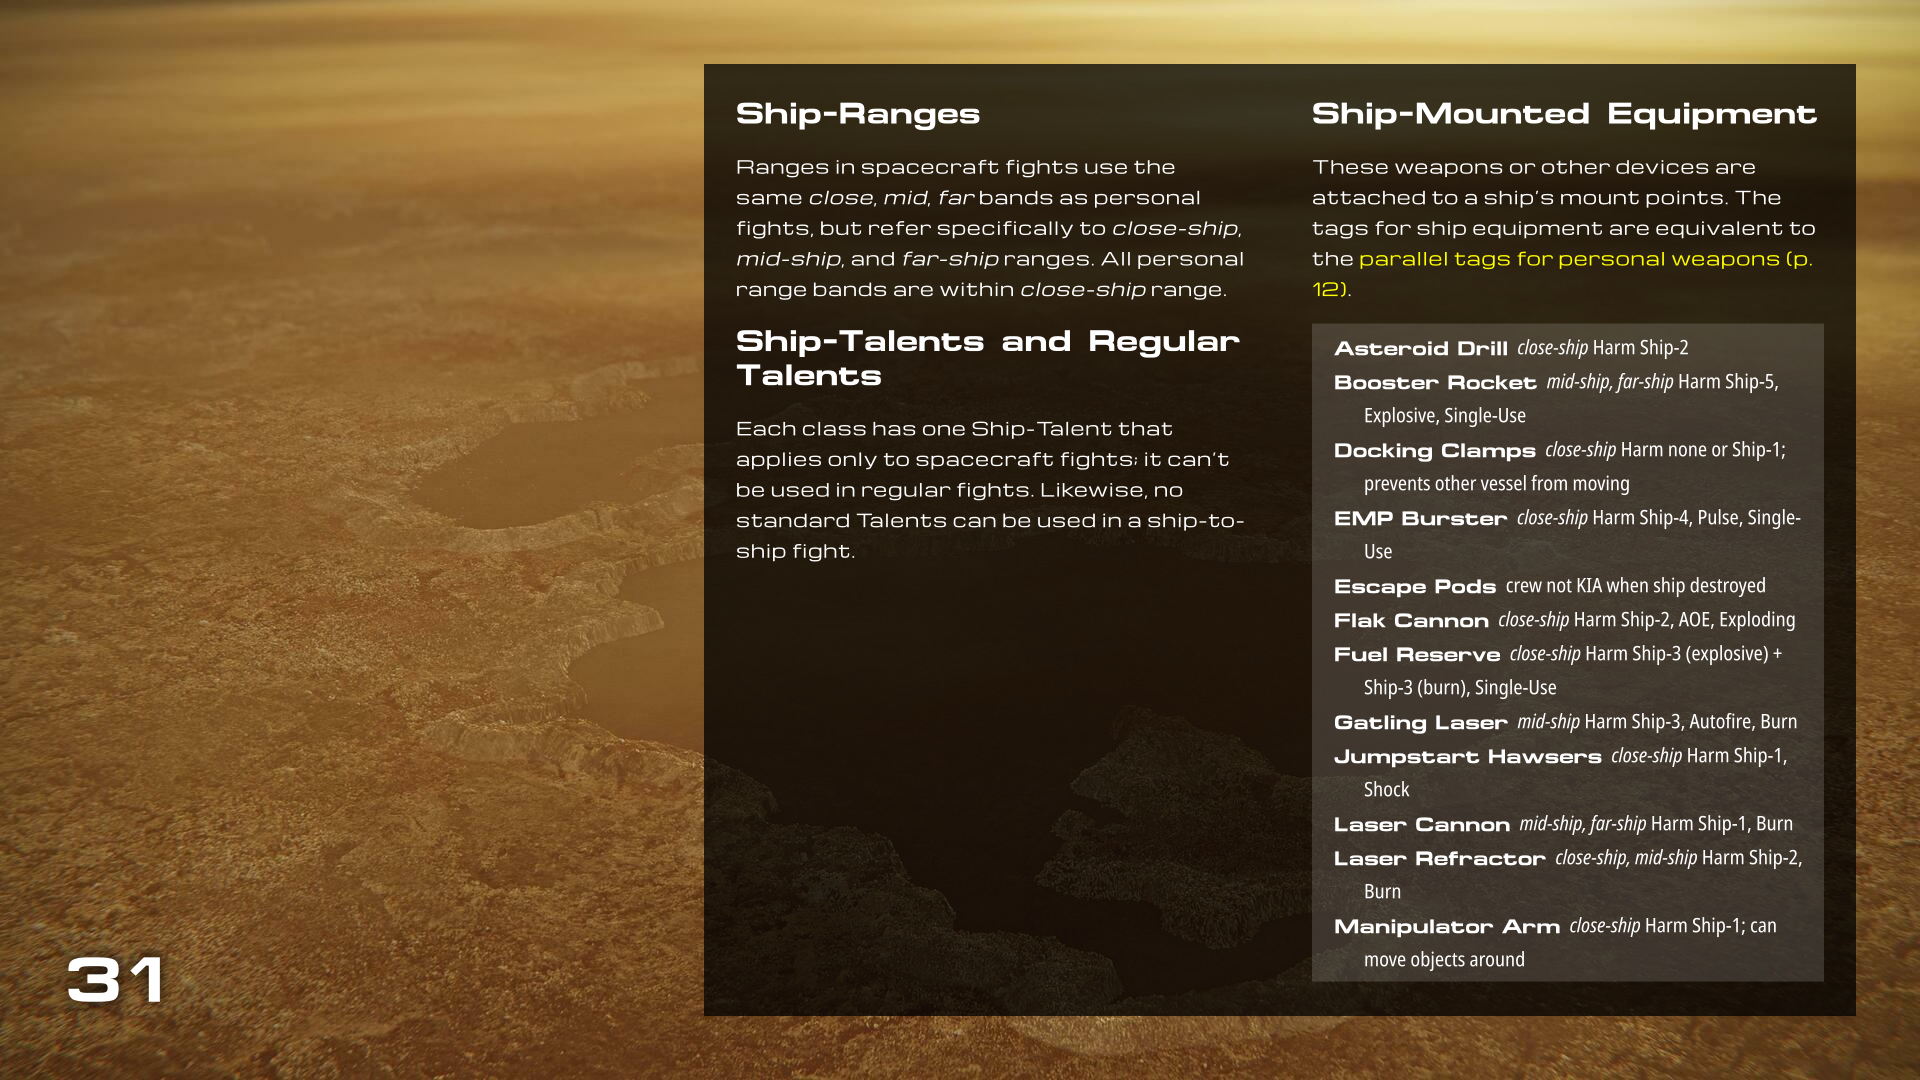 Ship-Ranges
Ranges in spacecraft fights use the
same close, mid, far bands as personal
fights, but refer specifically to close-ship,
mid-ship, and far-ship ranges. All personal
range bands are within close-ship range.
Ship-Talents and Regular
Talents
Each class has one Ship-Talent that
applies only to spacecraft fights; it can't
be used in regular fights. Likewise, no
standard Talents can be used in a ship-to-
ship fight.
Ship-Mounted Equipment
These weapons or other devices are
attached to a ship's mount points. The
tags for ship equipment are equivalent to
the parallel tags for personal weapons (p.
12).
Asteroid Drill close-ship Harm Ship-2
Booster Rocket mid-ship, far-ship Harm Ship-5,
Explosive, Single-Use
Docking Clamps close-ship Harm none or Ship-1;
prevents other vessel from moving
EMP Burster close-ship Harm Ship-4, Pulse, Single-
Use
Escape Pods crew not KIA when ship destroyed
Flak Cannon close-ship Harm Ship-2, AOE, Exploding
Fuel Reserve close-ship Harm Ship-3 (explosive) +
Ship-3 (burn), Single-Use
Gatling Laser mid-ship Harm Ship-3, Autofire, Burn
Jumpstart Hawsers close-ship Harm Ship-1,
Shock
Laser Cannon mid-ship, far-ship Harm Ship-1, Burn
Laser Refractor close-ship, mid-ship Harm Ship-2,
Burn
Manipulator Arm close-ship Harm Ship-1; can
move objects around
31